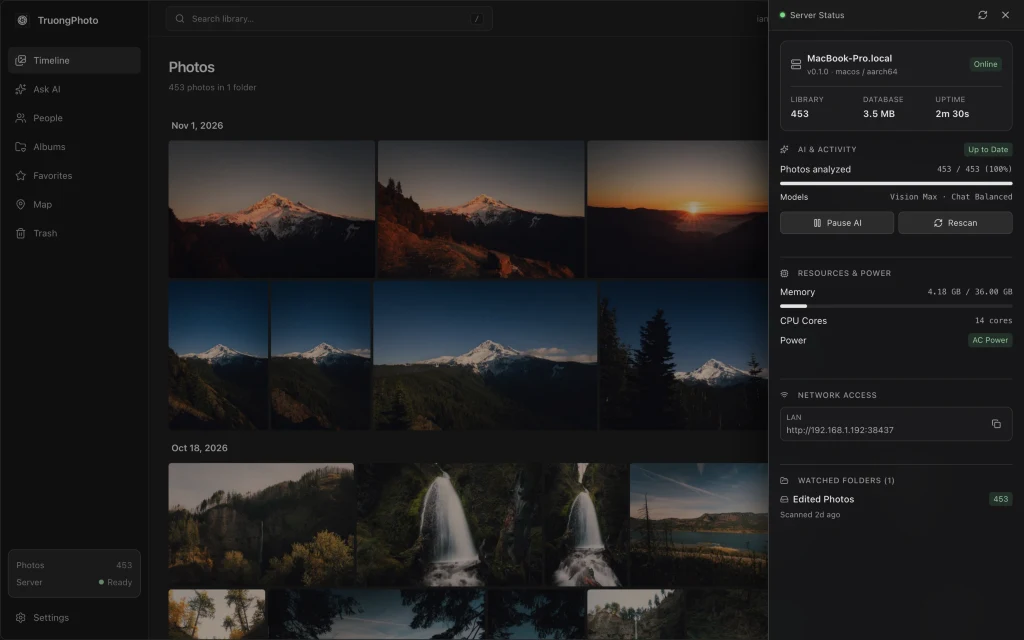 TruongPhoto
Search library...
/
ian
Timeline
Ask AI
People
Albums
Favorites
Map
Trash
Photos 453
Server Ready
Settings
Photos
453 photos in 1 folder
Nov 1, 2026
Oct 18, 2026
Server Status
MacBook-Pro.local
v0.1.0 · macos / aarch64
Online
LIBRARY DATABASE UPTIME
453 3.5 MB 2m 30s
AI & ACTIVITY Up to Date
Photos analyzed 453 / 453 (100%)
Models Vision Max · Chat Balanced
Pause AI Rescan
RESOURCES & POWER
Memory 4.18 GB / 36.00 GB
CPU Cores 14 cores
Power AC Power
NETWORK ACCESS
LAN
http://192.168.1.192:38437
WATCHED FOLDERS (1)
Edited Photos 453
Scanned 2d ago